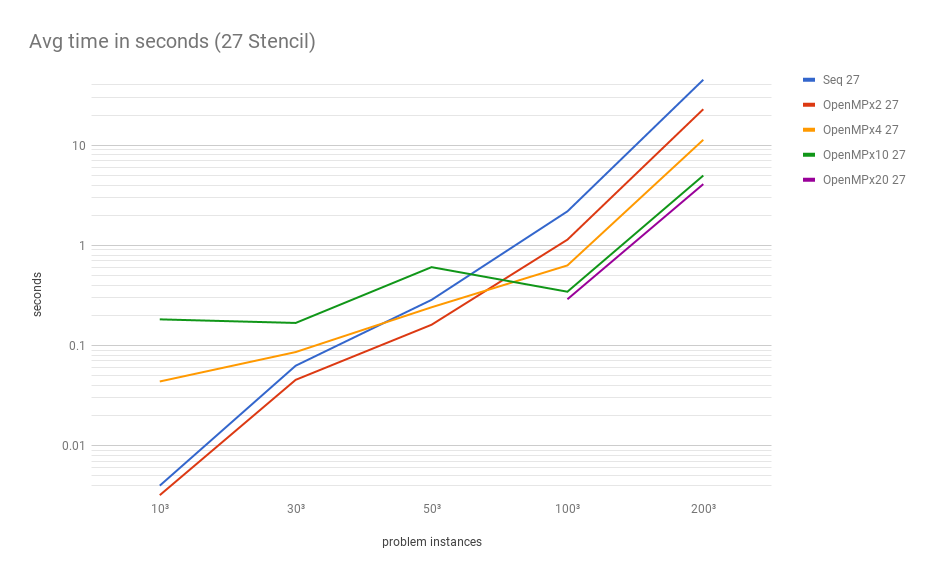 Avg time in seconds (27 Stencil)
Seq 27
OpenMPx2 27
OpenMPx4 27
OpenMPx10 27
OpenMPx20 27
10
1
0.1
0.01
seconds
10³
30³
50³
100³
200³
problem instances